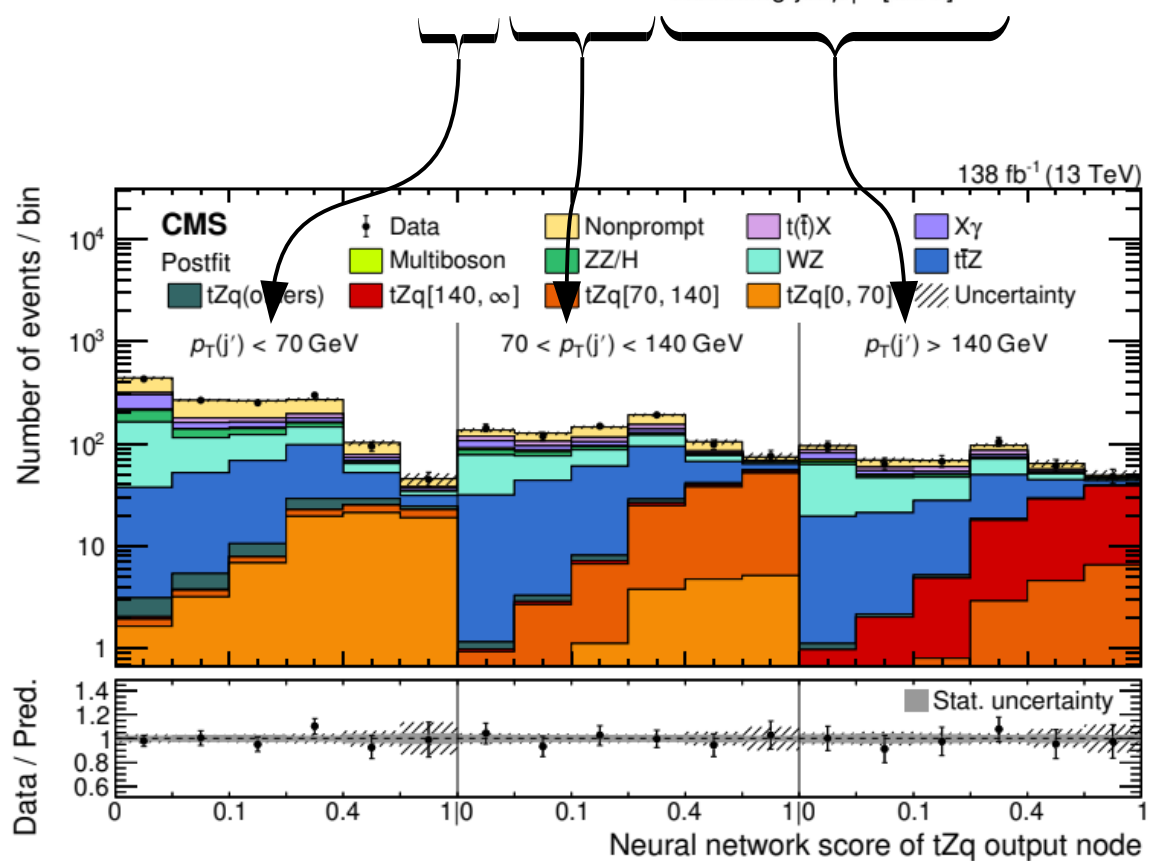 138 fb⁻¹ (13 TeV)
CMS Data Nonprompt t(t̄)X Xγ
Postfit Multiboson ZZ/H WZ tt̄Z
tZq(others) tZq[140, ∞] tZq[70, 140] tZq[0, 70] Uncertainty
p_T(j′) < 70 GeV 70 < p_T(j′) < 140 GeV p_T(j′) > 140 GeV
Number of events / bin
10⁴
10³
10²
10
1
Stat. uncertainty
Data / Pred.
1.4
1.2
1
0.8
0.6
0 0.1 0.4 1|0 0.1 0.4 1|0 0.1 0.4 1
Neural network score of tZq output node